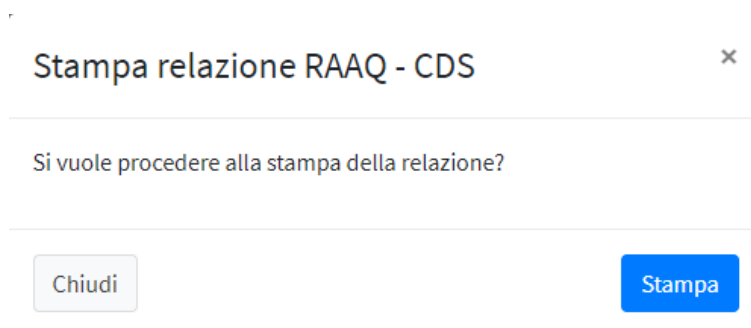 Stampa relazione RAAQ - CDS
×
Si vuole procedere alla stampa della relazione?
Chiudi
Stampa